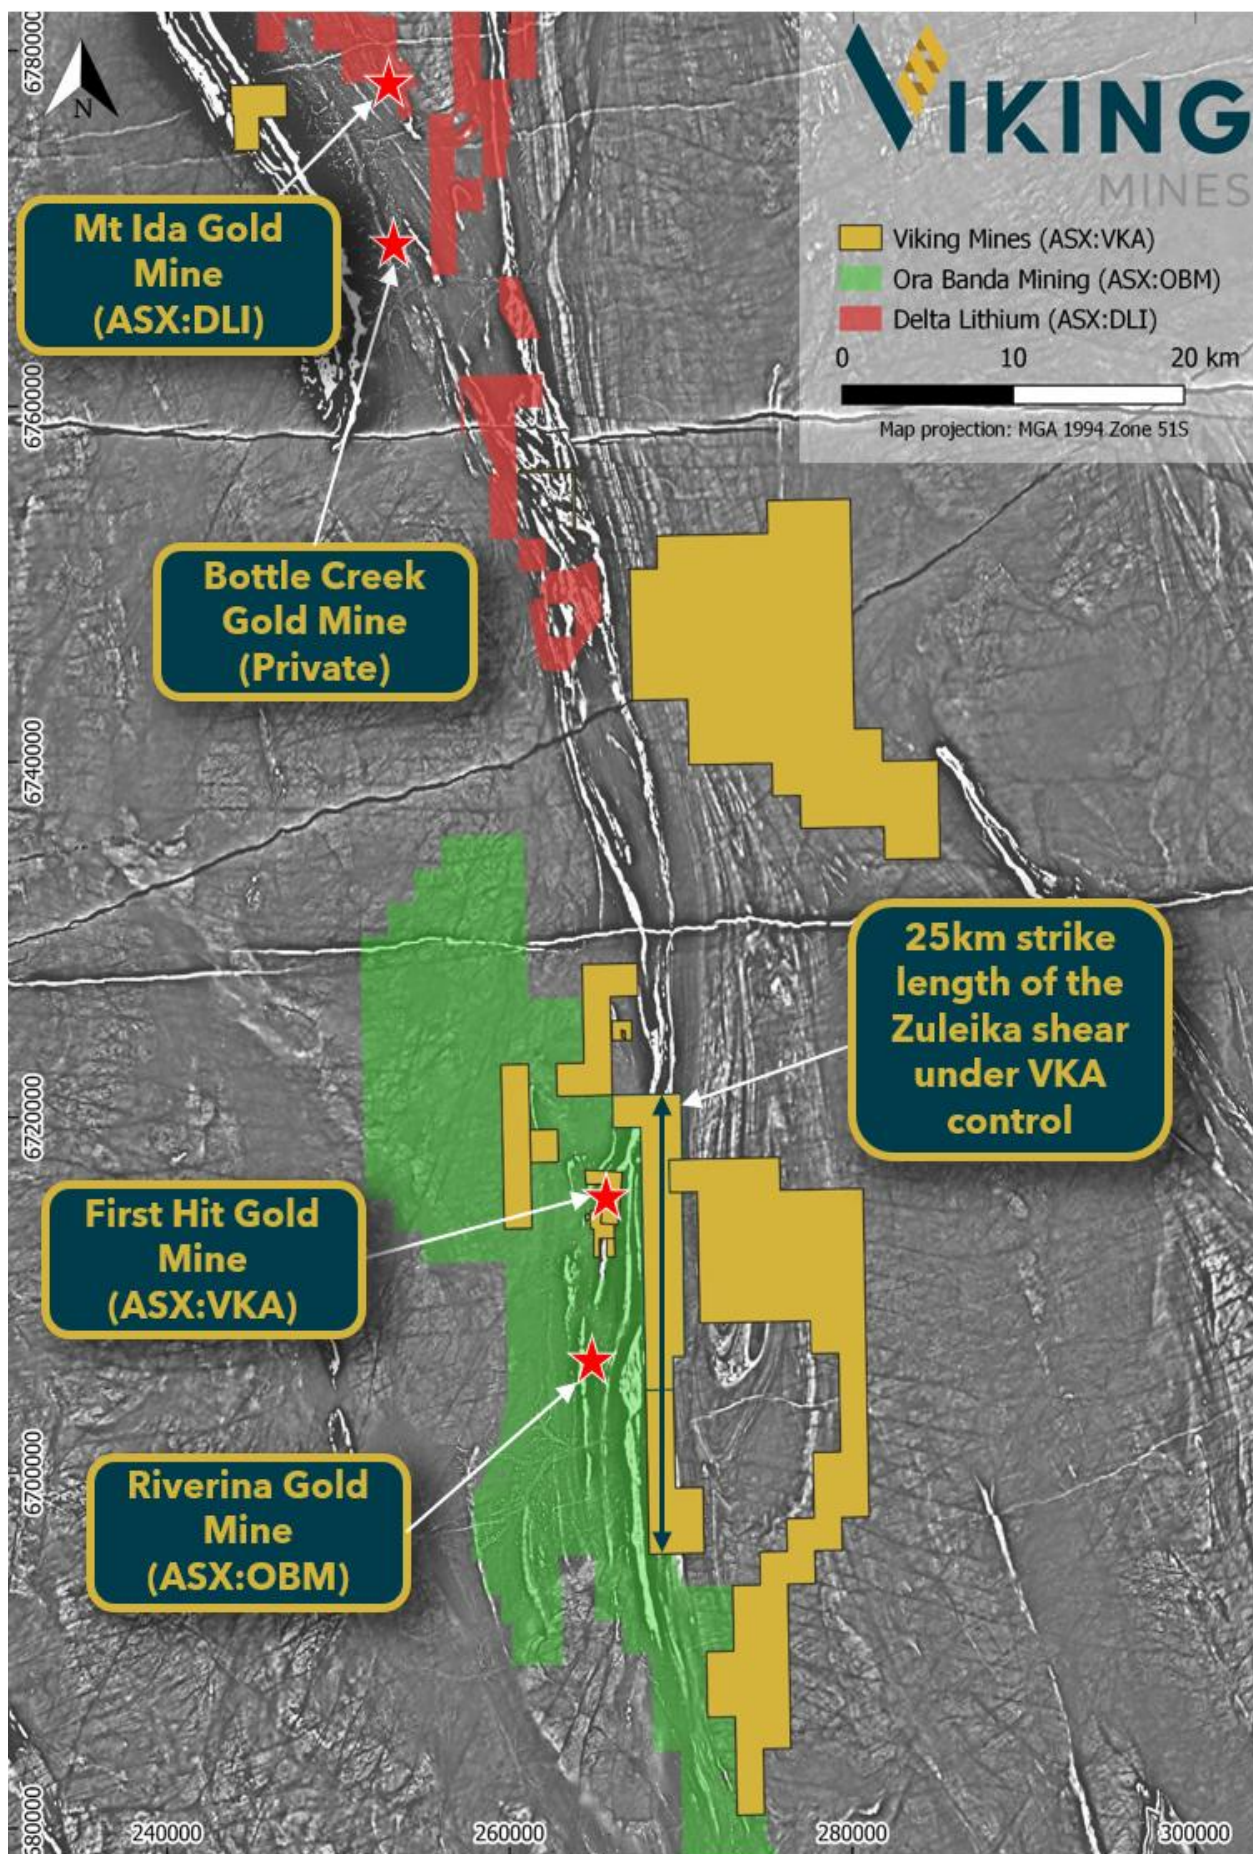 VIKING
MINES
Viking Mines (ASX:VKA)
Ora Banda Mining (ASX:OBM)
Delta Lithium (ASX:DLI)
0 10 20 km
Map projection: MGA 1994 Zone 51S
N
Mt Ida Gold
Mine
(ASX:DLI)
Bottle Creek
Gold Mine
(Private)
25km strike
length of the
Zuleika shear
under VKA
control
First Hit Gold
Mine
(ASX:VKA)
Riverina Gold
Mine
(ASX:OBM)
6780000
6760000
6740000
6720000
6700000
680000
240000 260000 280000 300000